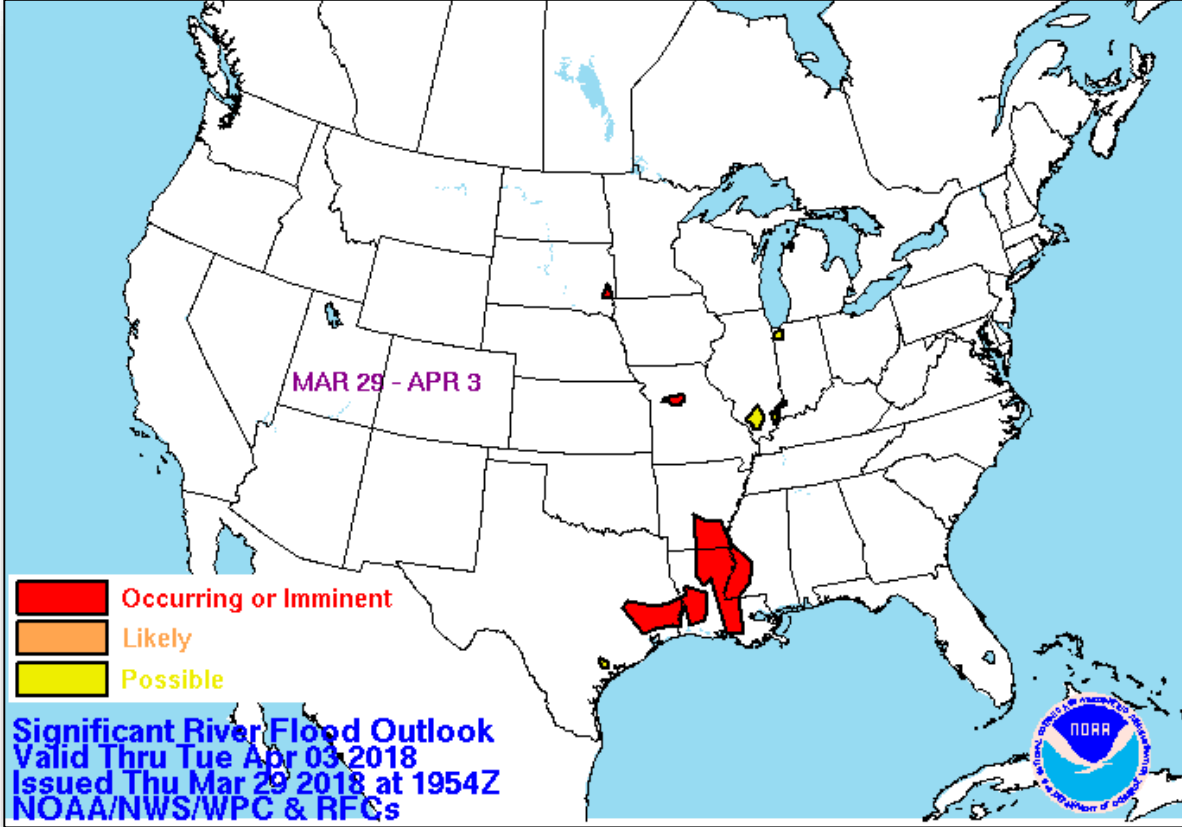 MAR 29 - APR 3
Occurring or Imminent
Likely
Possible
Significant River Flood Outlook
Valid Thru Tue Apr 03 2018
Issued Thu Mar 29 2018 at 1954Z
NOAA/NWS/WPC & RFCs
NOAA